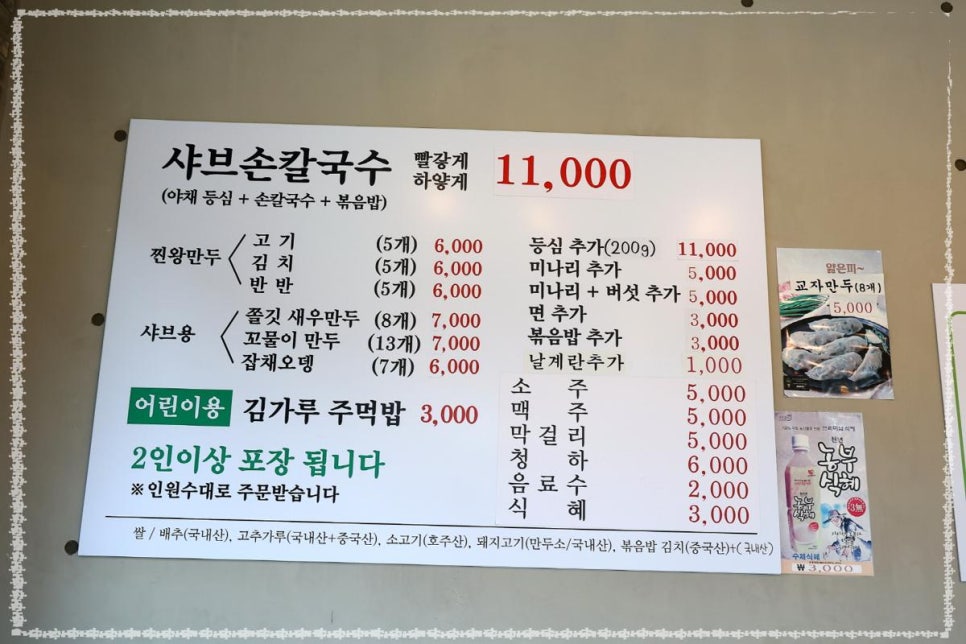 샤브손칼국수 빨갛게 하얗게 11,000
(야채 등심 + 손칼국수 + 볶음밥)
찐왕만두
고 기 (5개) 6,000
김 치 (5개) 6,000
반 반 (5개) 6,000
샤브용
쫄깃 새우만두 (8개) 7,000
꼬물이 만두 (13개) 7,000
잡채오뎅 (7개) 6,000
어린이용 김가루 주먹밥 3,000
2인이상 포장 됩니다
※ 인원수대로 주문받습니다
등심 추가(200g) 11,000
미나리 추가 5,000
미나리 + 버섯 추가 5,000
면 추가 3,000
볶음밥 추가 3,000
날계란추가 1,000
소 주 5,000
맥 주 5,000
막 걸 리 5,000
청 하 6,000
음 료 수 2,000
식 혜 3,000
쌀 / 배추(국내산), 고추가루(국내산+중국산), 소고기(호주산), 돼지고기(만두소/국내산), 볶음밥 김치(중국산)+(국내산)
얇은피~
교자만두(8개)
5,000
농부
식혜
3無
수제식혜
₩3,000